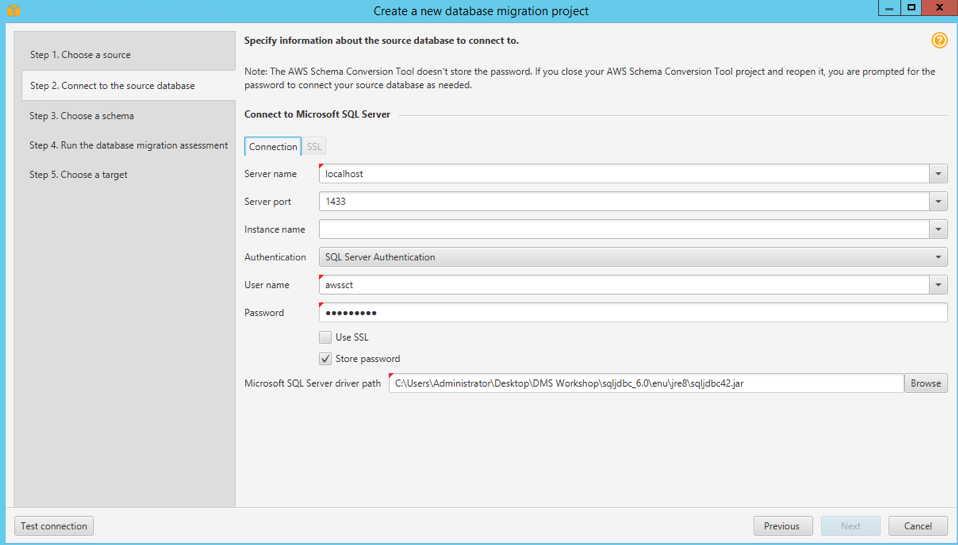 Create a new database migration project
Step 1. Choose a source
Step 2. Connect to the source database
Step 3. Choose a schema
Step 4. Run the database migration assessment
Step 5. Choose a target
Specify information about the source database to connect to.
Note: The AWS Schema Conversion Tool doesn't store the password. If you close your AWS Schema Conversion Tool project and reopen it, you are prompted for the
password to connect your source database as needed.
Connect to Microsoft SQL Server
Connection SSL
Server name localhost
Server port 1433
Instance name
Authentication SQL Server Authentication
User name awssct
Password ●●●●●●●●●
Use SSL
Store password
Microsoft SQL Server driver path C:\Users\Administrator\Desktop\DMS Workshop\sqljdbc_6.0\enu\jre8\sqljdbc42.jar Browse
Test connection Previous Next Cancel